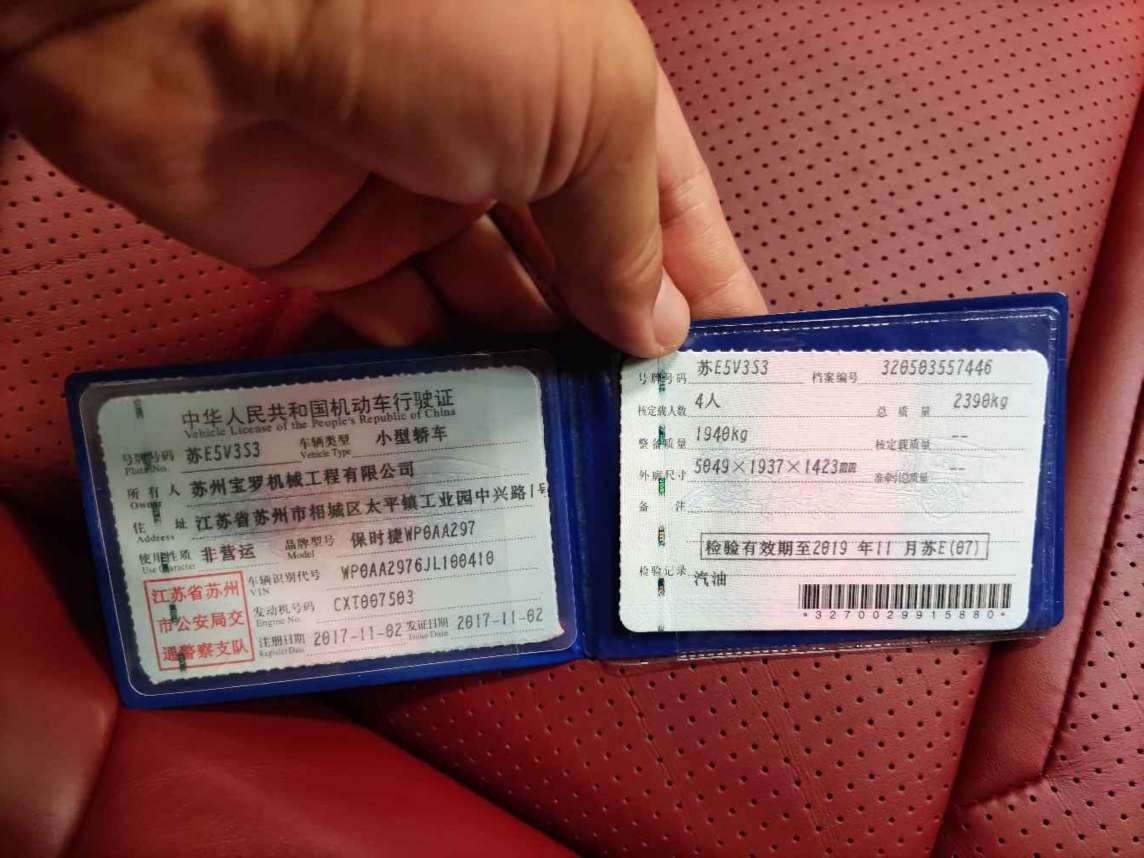 中华人民共和国机动车行驶证
Vehicle License of the People's Republic of China
号牌号码 苏E5V3S3 车辆类型 小型轿车
Plate No. Vehicle Type
所有人 苏州宝罗机械工程有限公司
Owner
住址 江苏省苏州市相城区太平镇工业园中兴路1号
Address
使用性质 非营运 品牌型号 保时捷WP0AA297
Use Character Model
江苏省苏州
市公安局交
通警察支队
车辆识别代号 WP0AA2976JL100410
VIN
发动机号码 CXT007503
Engine No.
注册日期 2017-11-02 发证日期 2017-11-02
Register Date Issue Date
号牌号码 苏E5V3S3 档案编号 320503557446
核定载人数 4人 总质量 2390kg
整备质量 1940kg 核定载质量 --
外廓尺寸 5049×1937×1423mm 准牵引总质量 --
备注
检验有效期至2019 年11 月苏E(07)
检验记录 汽油
*3270029915880*